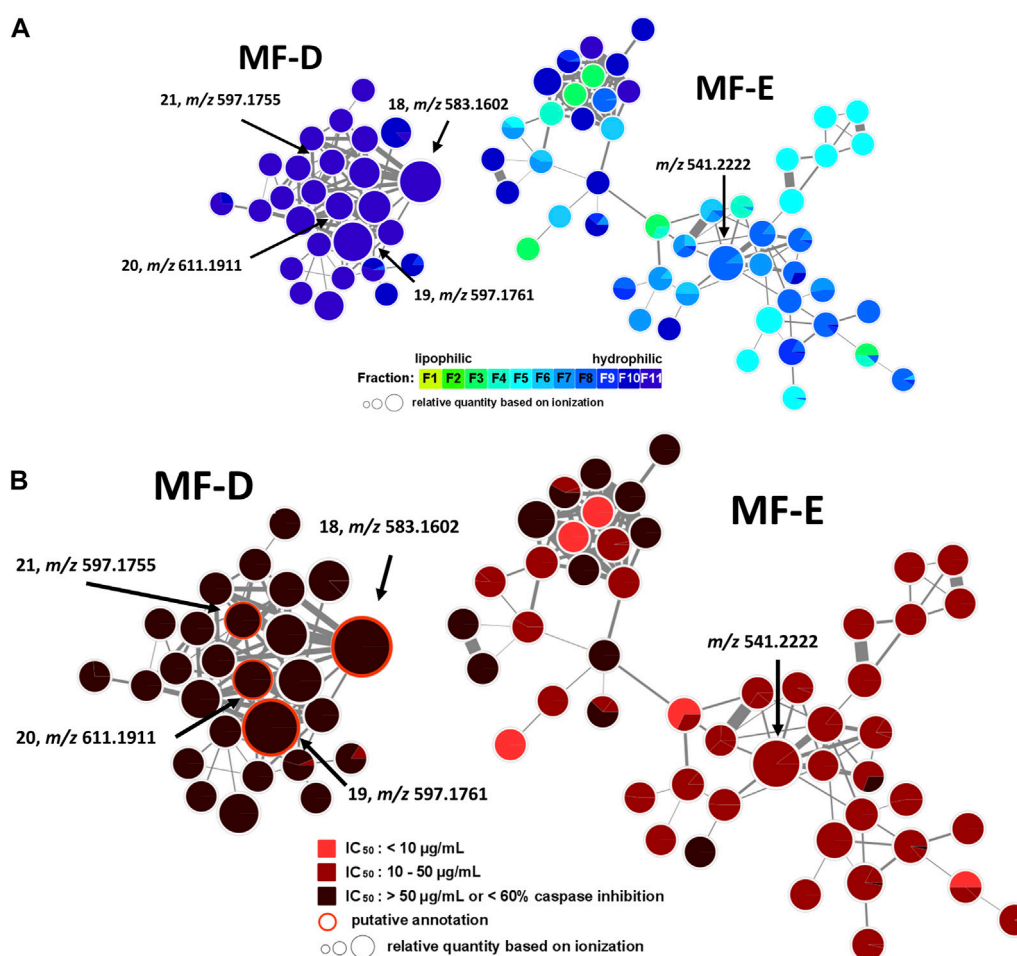 A
MF-D
MF-E
21, m/z 597.1755
18, m/z 583.1602
m/z 541.2222
20, m/z 611.1911
19, m/z 597.1761
lipophilic hydrophilic
Fraction: F1 F2 F3 F4 F5 F6 F7 F8 F9 F10 F11
relative quantity based on ionization
B
MF-D
MF-E
18, m/z 583.1602
21, m/z 597.1755
m/z 541.2222
20, m/z 611.1911
19, m/z 597.1761
IC₅₀ : < 10 µg/mL
IC₅₀ : 10 - 50 µg/mL
IC₅₀ : > 50 µg/mL or < 60% caspase inhibition
putative annotation
relative quantity based on ionization